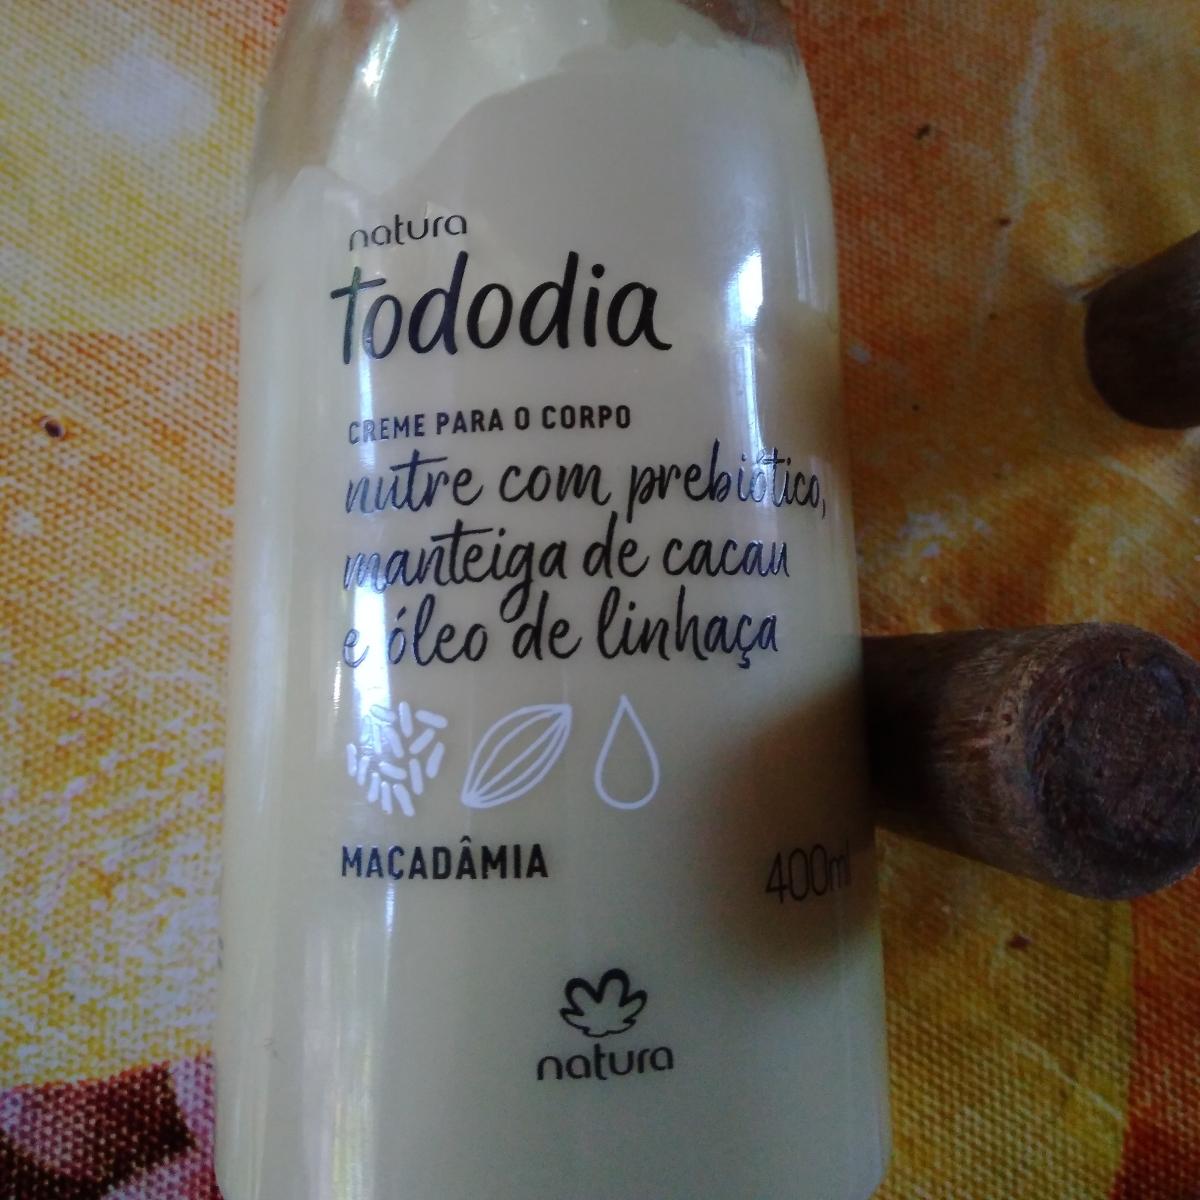 natura
tododia
CREME PARA O CORPO
nutre com prebiótico,
manteiga de cacau
e óleo de linhaça
MACADÂMIA
400ml
natura